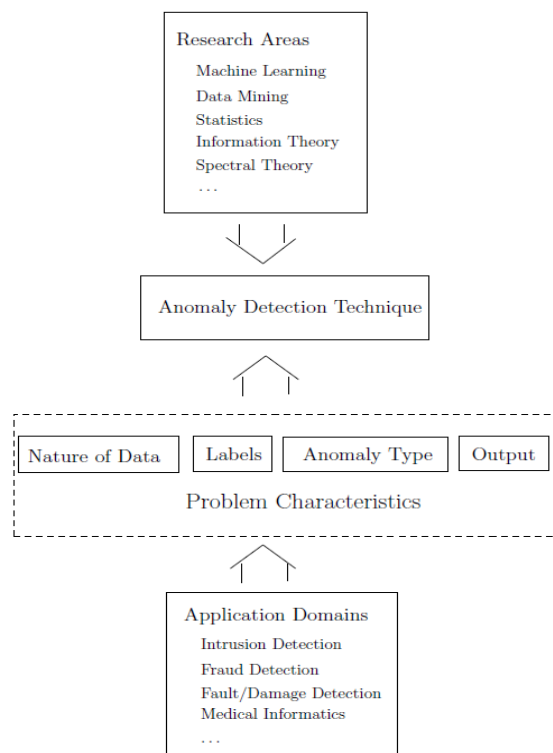 Research Areas
Machine Learning
Data Mining
Statistics
Information Theory
Spectral Theory
...
Anomaly Detection Technique
Nature of Data
Labels
Anomaly Type
Output
Problem Characteristics
Application Domains
Intrusion Detection
Fraud Detection
Fault/Damage Detection
Medical Informatics
...